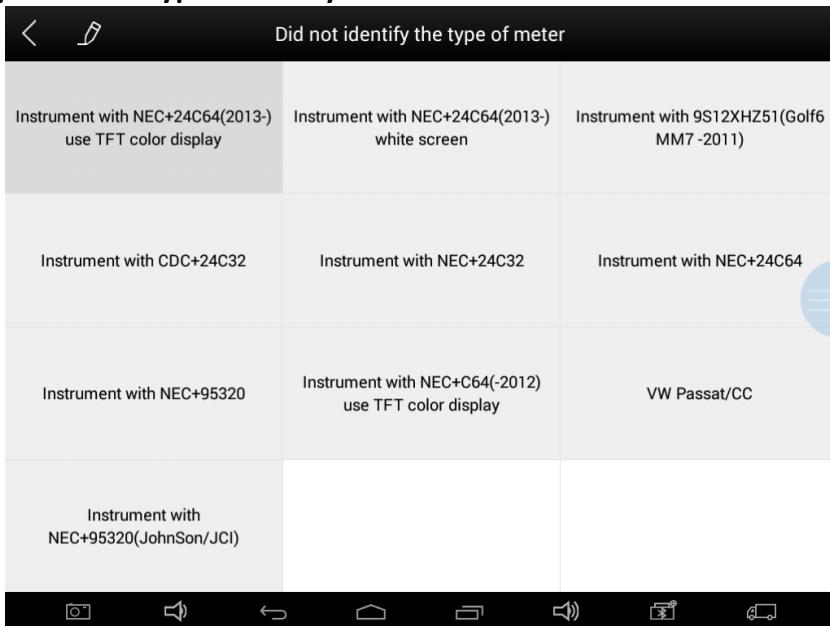 Did not identify the type of meter
Instrument with NEC+24C64(2013-)
use TFT color display
Instrument with NEC+24C64(2013-)
white screen
Instrument with 9S12XHZ51(Golf6
MM7 -2011)
Instrument with CDC+24C32
Instrument with NEC+24C32
Instrument with NEC+24C64
Instrument with NEC+95320
Instrument with NEC+C64(-2012)
use TFT color display
VW Passat/CC
Instrument with
NEC+95320(JohnSon/JCI)